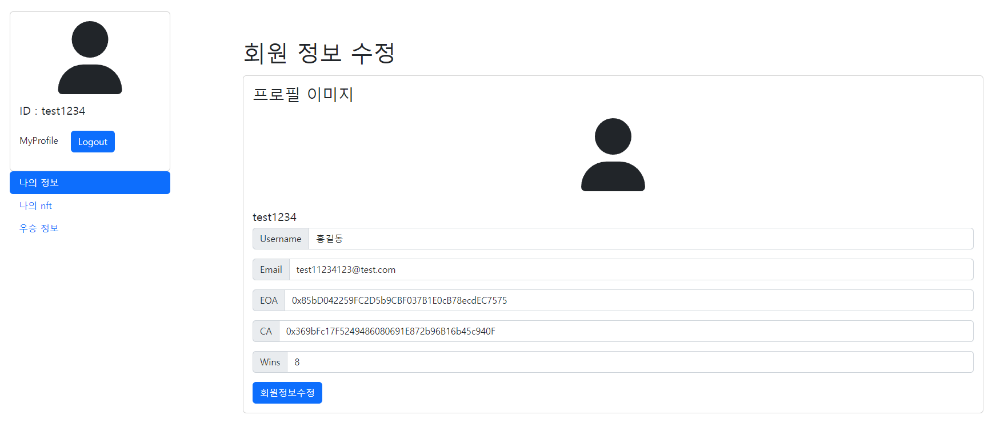 ID : test1234
MyProfile Logout
나의 정보
나의 nft
우승 정보
회원 정보 수정
프로필 이미지
test1234
Username 홍길동
Email test11234123@test.com
EOA 0x85bD042259FC2D5b9CBF037B1E0cB78ecdEC7575
CA 0x369bFc17F5249486080691E872b96B16b45c940F
Wins 8
회원정보수정